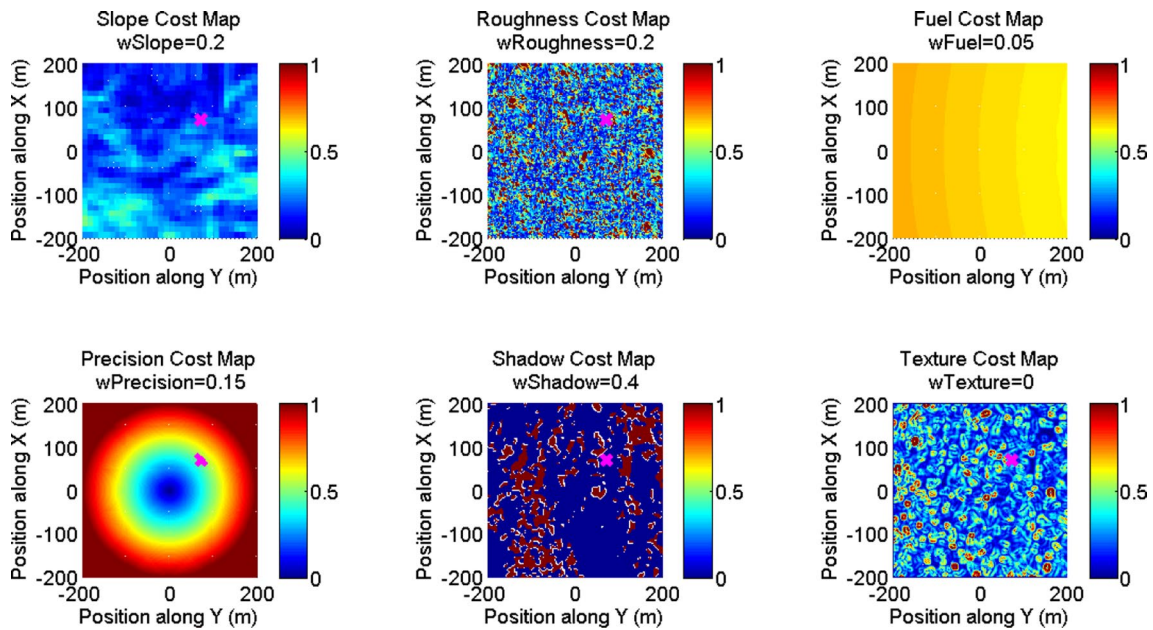 Slope Cost Map
wSlope=0.2
Position along X (m)
200
100
0
-100
-200
200
0
200
Position along Y (m)
1
0.5
0
Roughness Cost Map
wRoughness=0.2
Position along X (m)
200
100
0
-100
-200
200
0
200
Position along Y (m)
1
0.5
0
Fuel Cost Map
wFuel=0.05
Position along X (m)
200
100
0
-100
-200
200
0
200
Position along Y (m)
1
0.5
0
Precision Cost Map
wPrecision=0.15
Position along X (m)
200
100
0
-100
-200
200
0
200
Position along Y (m)
1
0.5
0
Shadow Cost Map
wShadow=0.4
Position along X (m)
200
100
0
-100
-200
200
0
200
Position along Y (m)
1
0.5
0
Texture Cost Map
wTexture=0
Position along X (m)
200
100
0
-100
-200
200
0
200
Position along Y (m)
1
0.5
0